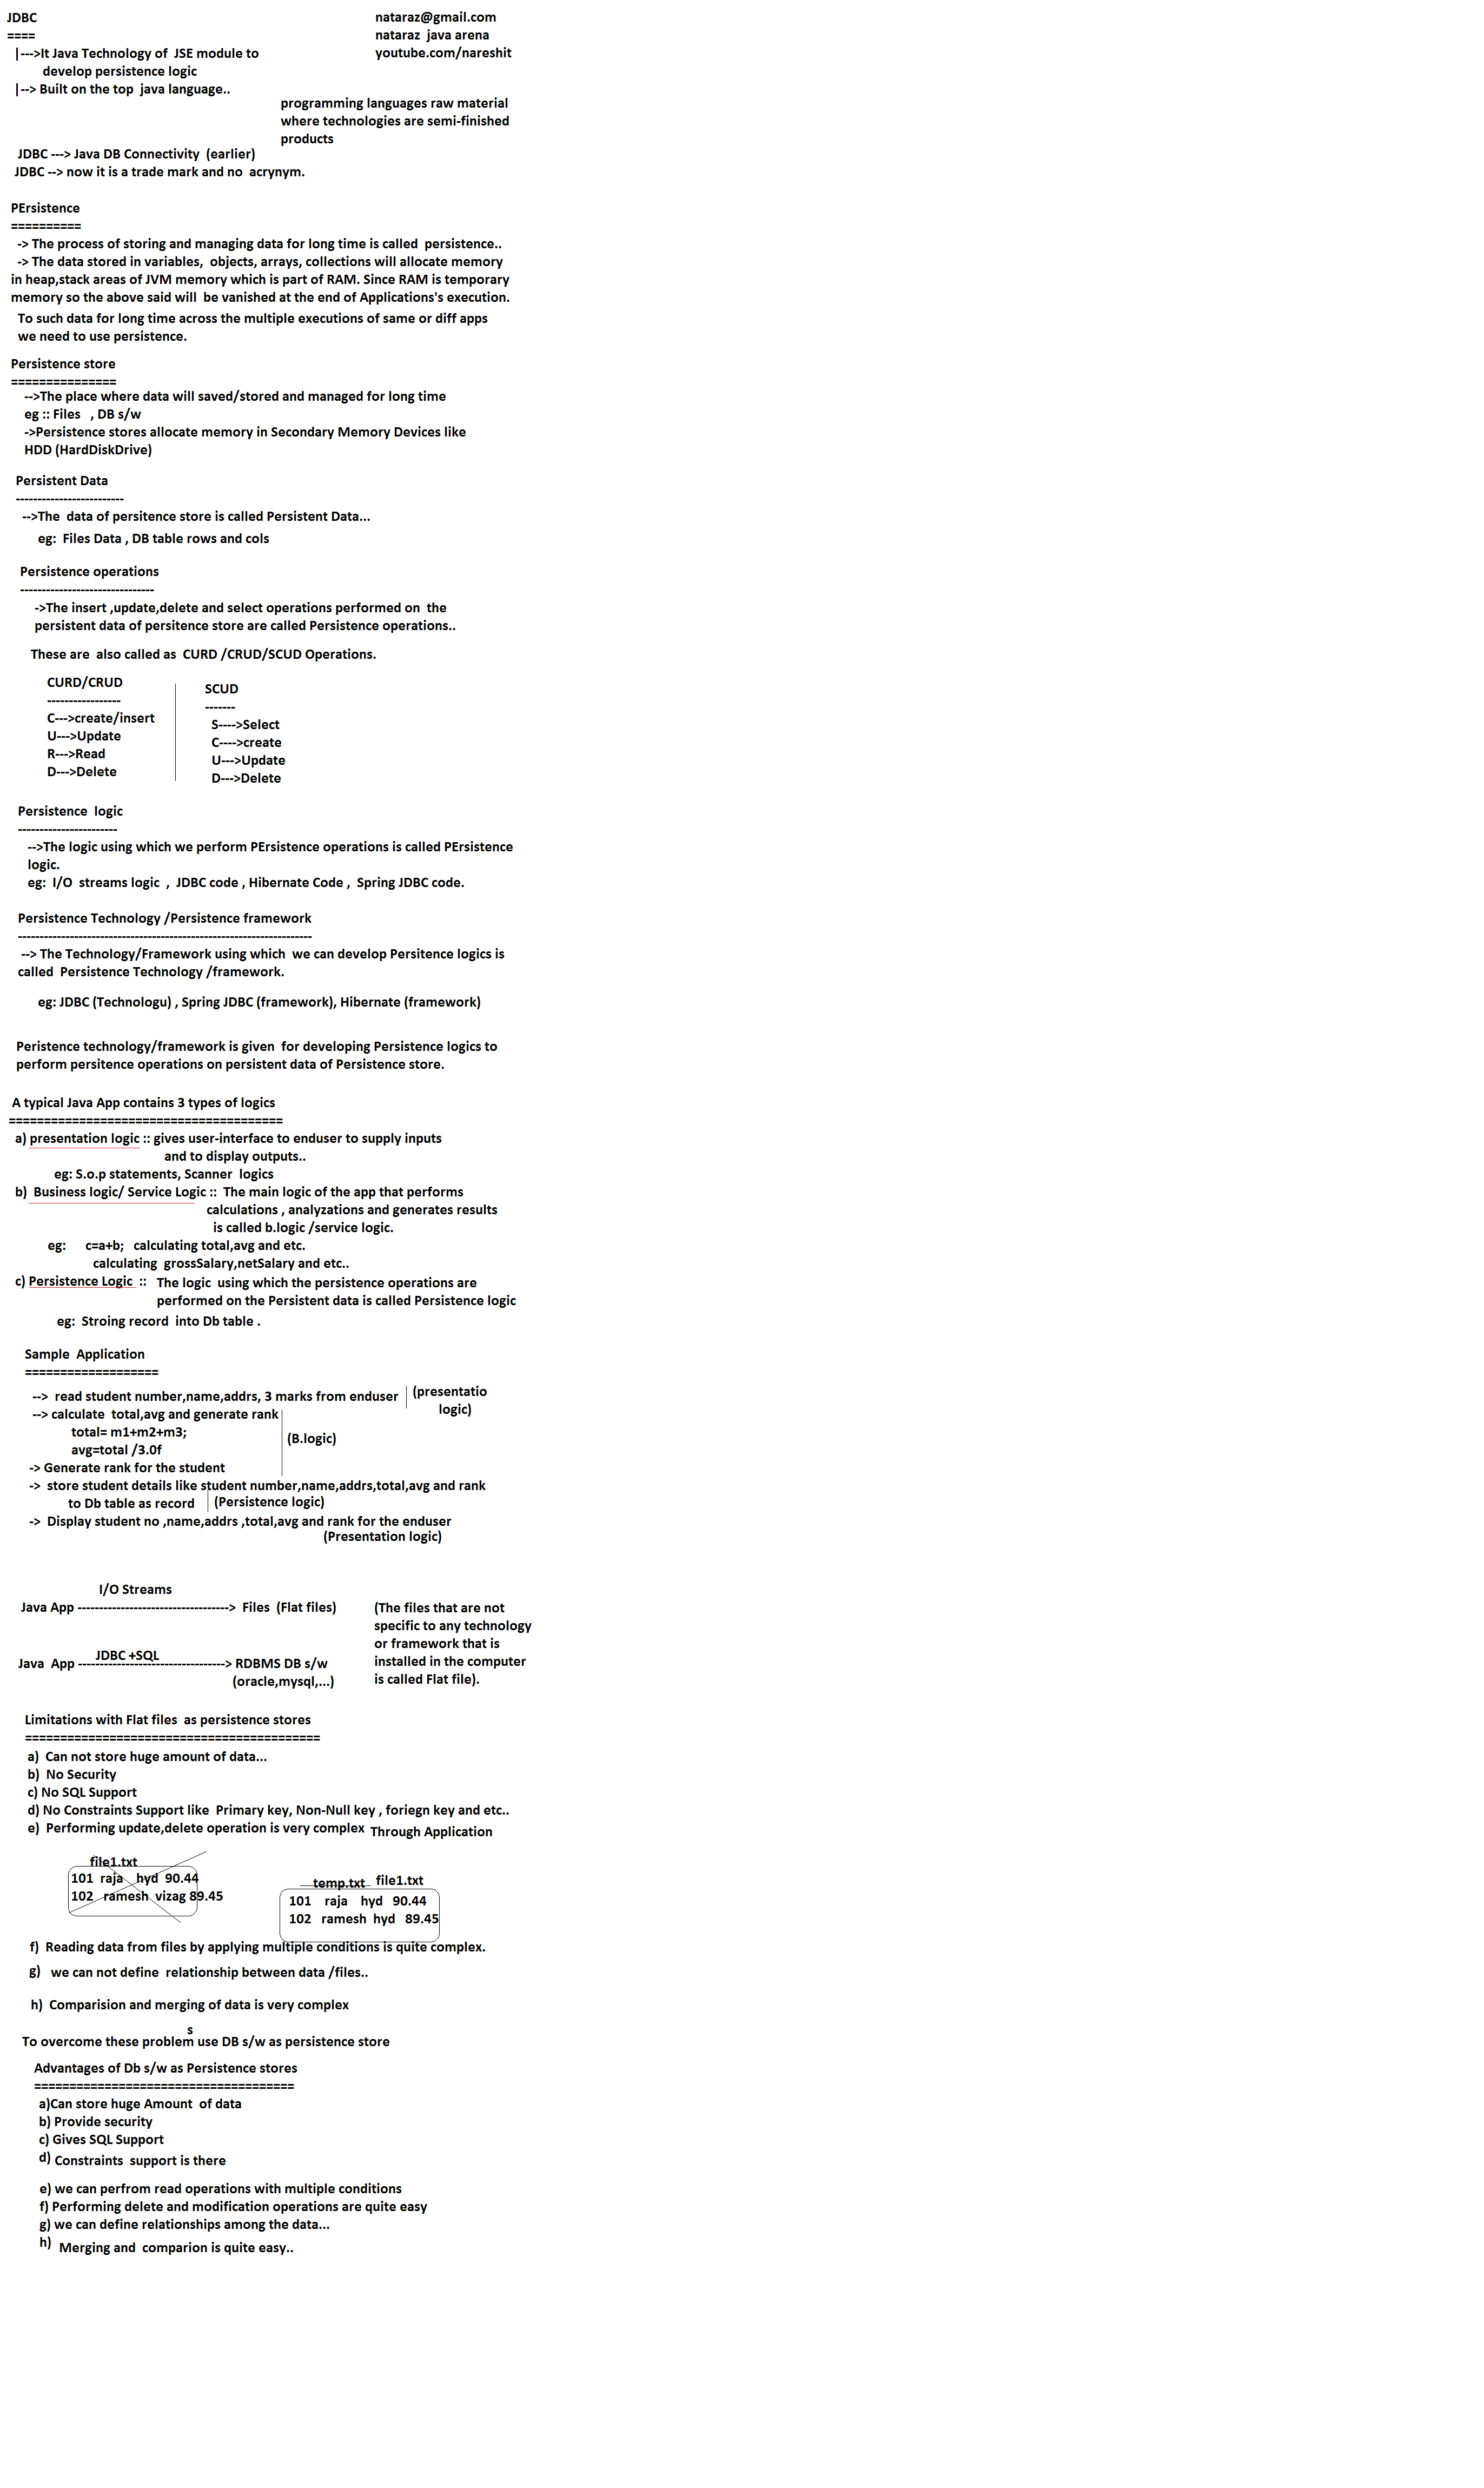 JDBC
====
|--->It Java Technology of  JSE module to
develop persistence logic
|--> Built on the top  java language..
nataraz@gmail.com
nataraz  java arena
youtube.com/nareshit
programming languages raw material
where technologies are semi-finished
products
JDBC ---> Java DB Connectivity  (earlier)
JDBC --> now it is a trade mark and no  acrynym.
PErsistence
==========
-> The process of storing and managing data for long time is called  persistence..
-> The data stored in variables,  objects, arrays, collections will allocate memory
in heap,stack areas of JVM memory which is part of RAM. Since RAM is temporary
memory so the above said will  be vanished at the end of Applications's execution.
To such data for long time across the multiple executions of same or diff apps
we need to use persistence.
Persistence store
===============
-->The place where data will saved/stored and managed for long time
eg :: Files   , DB s/w
->Persistence stores allocate memory in Secondary Memory Devices like
HDD (HardDiskDrive)
Persistent Data
-------------------------
-->The  data of persitence store is called Persistent Data...
eg:  Files Data , DB table rows and cols
Persistence operations
-------------------------------
->The insert ,update,delete and select operations performed on  the
persistent data of persitence store are called Persistence operations..
These are  also called as  CURD /CRUD/SCUD Operations.
CURD/CRUD
-----------------
C--->create/insert
U--->Update
R--->Read
D--->Delete
SCUD
-------
S---->Select
C---->create
U--->Update
D--->Delete
Persistence  logic
-----------------------
-->The logic using which we perform PErsistence operations is called PErsistence
logic.
eg:  I/O  streams logic  ,  JDBC code , Hibernate Code ,  Spring JDBC code.
Persistence Technology /Persistence framework
--------------------------------------------------------------------
--> The Technology/Framework using which  we can develop Persitence logics is
called  Persistence Technology /framework.
eg: JDBC (Technologu) , Spring JDBC (framework), Hibernate (framework)
Peristence technology/framework is given  for developing Persistence logics to
perform persitence operations on persistent data of Persistence store.
A typical Java App contains 3 types of logics
=======================================
a) presentation logic :: gives user-interface to enduser to supply inputs
and to display outputs..
eg: S.o.p statements, Scanner  logics
b)  Business logic/ Service Logic ::  The main logic of the app that performs
calculations , analyzations and generates results
is called b.logic /service logic.
eg:      c=a+b;   calculating total,avg and etc.
calculating  grossSalary,netSalary and etc..
c) Persistence Logic  ::   The logic  using which the persistence operations are
performed on the Persistent data is called Persistence logic
eg:  Stroing record  into Db table .
Sample  Application
===================
-->  read student number,name,addrs, 3 marks from enduser
(presentatio
logic)
--> calculate  total,avg and generate rank
total= m1+m2+m3;
avg=total /3.0f
(B.logic)
-> Generate rank for the student
->  store student details like student number,name,addrs,total,avg and rank
to Db table as record
(Persistence logic)
->  Display student no ,name,addrs ,total,avg and rank for the enduser
(Presentation logic)
I/O Streams
Java App ----------------------------------->  Files  (Flat files)
JDBC +SQL
Java  App ----------------------------------> RDBMS DB s/w
(oracle,mysql,...)
(The files that are not
specific to any technology
or framework that is
installed in the computer
is called Flat file).
Limitations with Flat files  as persistence stores
==========================================
a)  Can not store huge amount of data...
b)  No Security
c) No SQL Support
d) No Constraints Support like  Primary key, Non-Null key , foriegn key and etc..
e)  Performing update,delete operation is very complex  Through Application
file1.txt
101  raja    hyd  90.44
102   ramesh  vizag 89.45
temp.txt   file1.txt
101    raja    hyd   90.44
102   ramesh  hyd   89.45
f)  Reading data from files by applying multiple conditions is quite complex.
g)   we can not define  relationship between data /files..
h)  Comparision and merging of data is very complex
s
To overcome these problem use DB s/w as persistence store
Advantages of Db s/w as Persistence stores
=====================================
a)Can store huge Amount  of data
b) Provide security
c) Gives SQL Support
d) Constraints  support is there
e) we can perfrom read operations with multiple conditions
f) Performing delete and modification operations are quite easy
g) we can define relationships among the data...
h)  Merging and  comparion is quite easy..